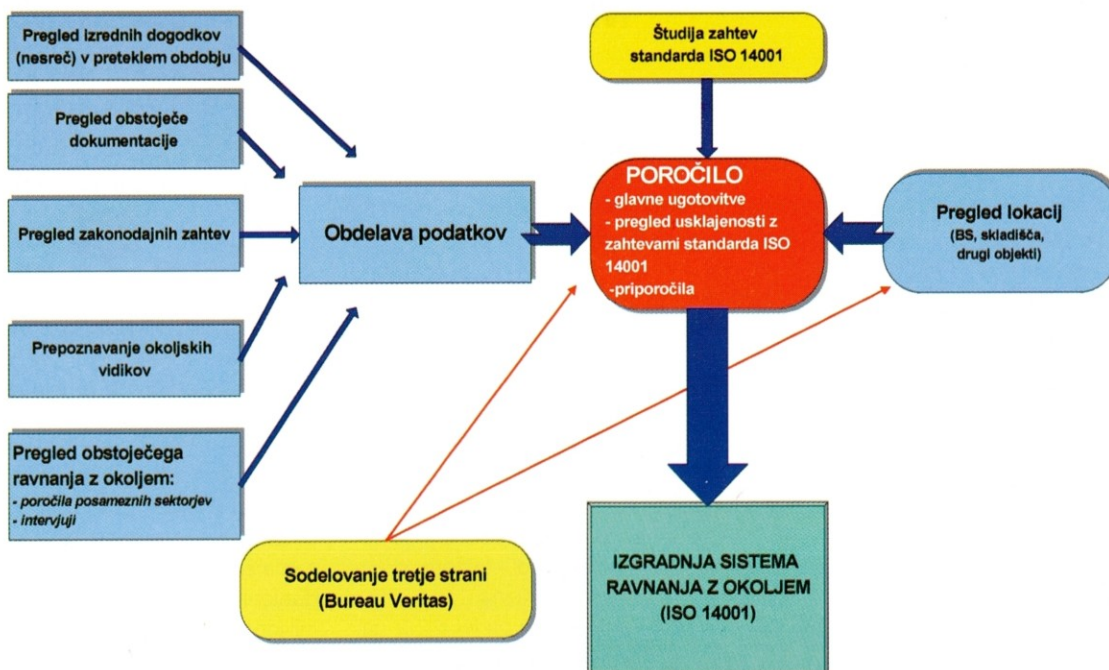 Pregled izrednih dogodkov
(nesreč) v preteklem obdobju
Pregled obstoječe
dokumentacije
Pregled zakonodajnih zahtev
Prepoznavanje okoljskih
vidikov
Pregled obstoječega
ravnanja z okoljem:
- poročila posameznih sektorjev
- intervjuji
Obdelava podatkov
Študija zahtev
standarda ISO 14001
POROČILO
- glavne ugotovitve
- pregled usklajenosti z
zahtevami standarda ISO
14001
-priporočila
Pregled lokacij
(BS, skladišča,
drugi objekti)
Sodelovanje tretje strani
(Bureau Veritas)
IZGRADNJA SISTEMA
RAVNANJA Z OKOLJEM
(ISO 14001)